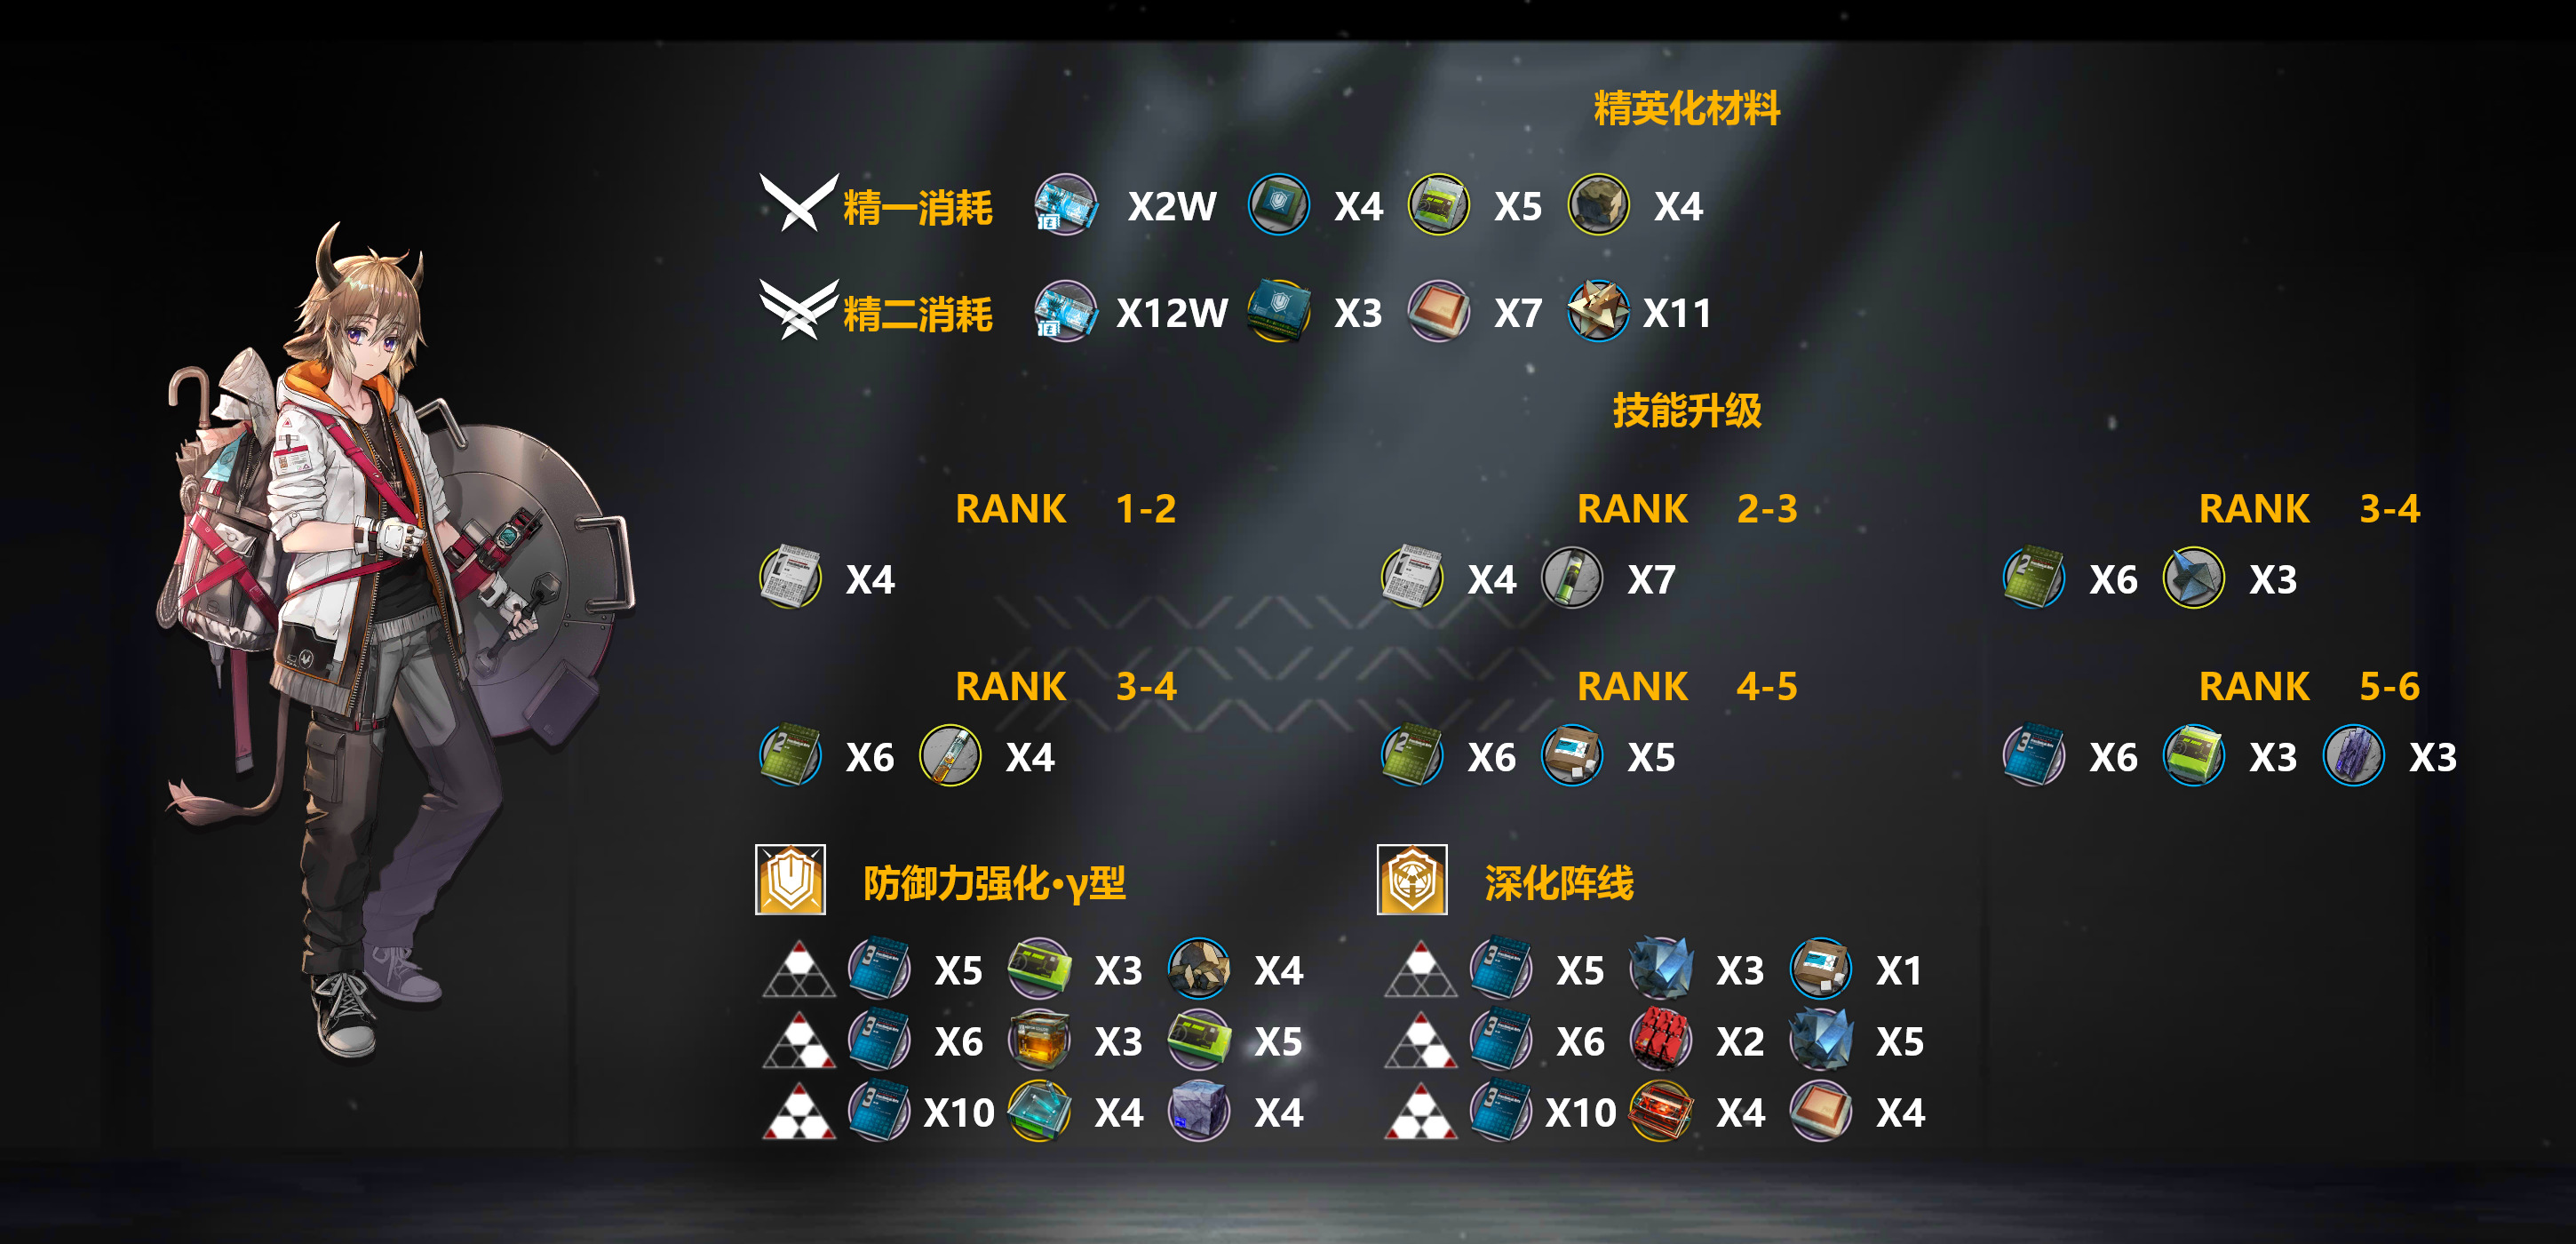 精英化材料
精一消耗 X2W X4 X5 X4
精二消耗 X12W X3 X7 X11
技能升级
RANK 1-2 RANK 2-3 RANK 3-4
X4 X4 X7 X6 X3
RANK 3-4 RANK 4-5 RANK 5-6
X6 X4 X6 X5 X6 X3 X3
防御力强化·γ型 深化阵线
X5 X3 X4 X5 X3 X1
X6 X3 X5 X6 X2 X5
X10 X4 X4 X10 X4 X4